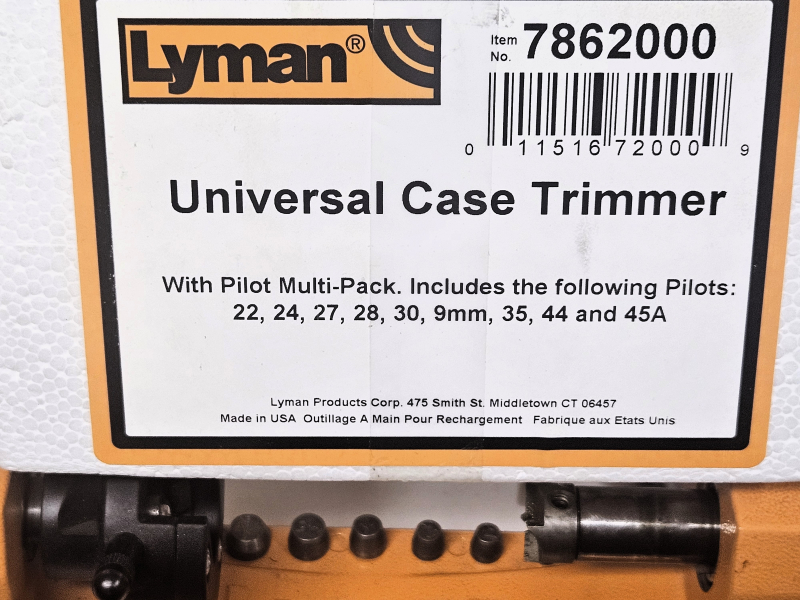 Lyman®
Item No. 7862000
0 11516 72000 9
Universal Case Trimmer
With Pilot Multi-Pack. Includes the following Pilots:
22, 24, 27, 28, 30, 9mm, 35, 44 and 45A
Lyman Products Corp. 475 Smith St. Middletown CT 06457
Made in USA Outillage A Main Pour Rechargement Fabrique aux Etats Unis